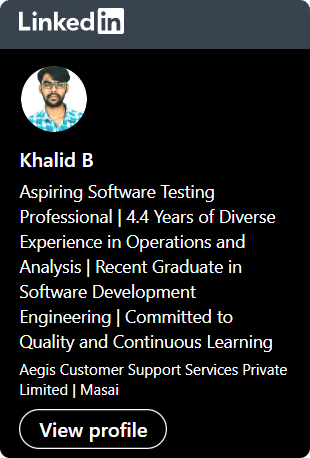 LinkedIn
Khalid B
Aspiring Software Testing
Professional | 4.4 Years of Diverse
Experience in Operations and
Analysis | Recent Graduate in
Software Development
Engineering | Committed to
Quality and Continuous Learning
Aegis Customer Support Services Private
Limited | Masai
View profile